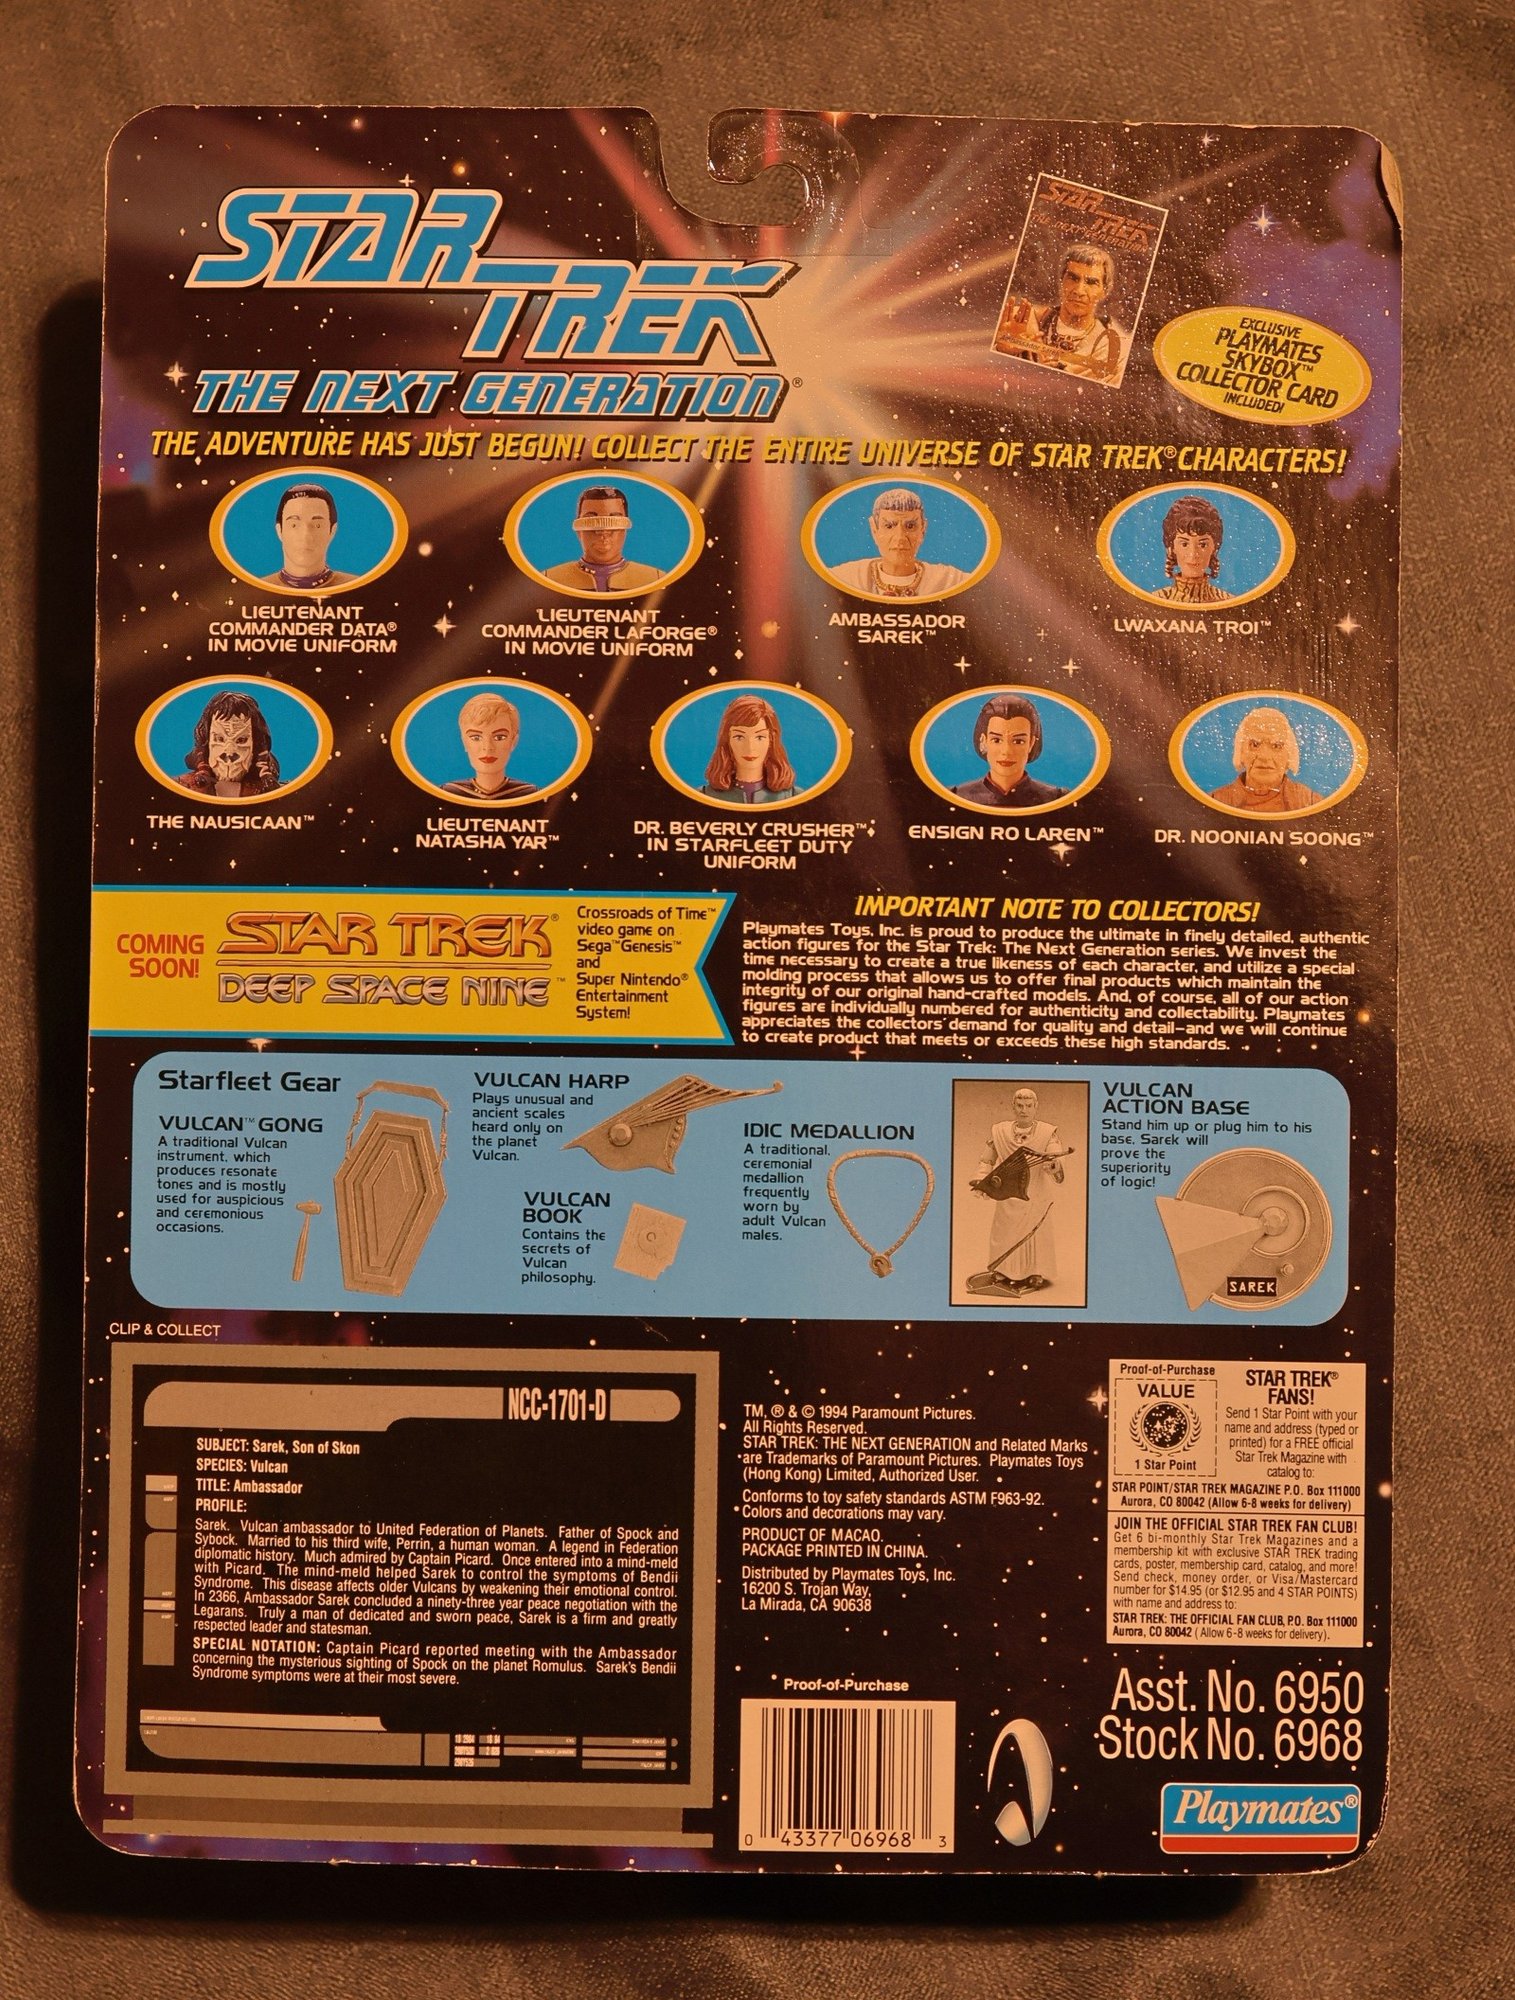 STAR TREK
THE NEXT GENERATION®
STAR TREK
EXCLUSIVE
PLAYMATES
SKYBOX™
COLLECTOR CARD
INCLUDED!
THE ADVENTURE HAS JUST BEGUN! COLLECT THE ENTIRE UNIVERSE OF STAR TREK® CHARACTERS!
LIEUTENANT
COMMANDER DATA®
IN MOVIE UNIFORM
LIEUTENANT
COMMANDER LAFORGE®
IN MOVIE UNIFORM
AMBASSADOR
SAREK™
LWAXANA TROI™
THE NAUSICAAN™
LIEUTENANT
NATASHA YAR™
DR. BEVERLY CRUSHER™
IN STARFLEET DUTY
UNIFORM
ENSIGN RO LAREN™
DR. NOONIAN SOONG™
COMING
SOON!
STAR TREK®
DEEP SPACE NINE™
Crossroads of Time™
video game on
Sega™ Genesis™
and
Super Nintendo®
Entertainment
System!
IMPORTANT NOTE TO COLLECTORS!
Playmates Toys, Inc. is proud to produce the ultimate in finely detailed, authentic
action figures for the Star Trek: The Next Generation series. We invest the
time necessary to create a true likeness of each character, and utilize a special
molding process that allows us to offer final products which maintain the
integrity of our original hand-crafted models. And, of course, all of our action
figures are individually numbered for authenticity and collectability. Playmates
appreciates the collectors' demand for quality and detail—and we will continue
to create product that meets or exceeds these high standards.
Starfleet Gear
VULCAN™ GONG
A traditional Vulcan
instrument, which
produces resonate
tones and is mostly
used for auspicious
and ceremonious
occasions.
VULCAN HARP
Plays unusual and
ancient scales
heard only on
the planet
Vulcan.
VULCAN
BOOK
Contains the
secrets of
Vulcan
philosophy.
IDIC MEDALLION
A traditional,
ceremonial
medallion
frequently
worn by
adult Vulcan
males.
VULCAN
ACTION BASE
Stand him up or plug him to his
base. Sarek will
prove the
superiority
of logic!
SAREK
CLIP & COLLECT
NCC-1701-D
SUBJECT: Sarek, Son of Skon
SPECIES: Vulcan
TITLE: Ambassador
PROFILE:
Sarek. Vulcan ambassador to United Federation of Planets. Father of Spock and
Sybock. Married to his third wife, Perrin, a human woman. A legend in Federation
diplomatic history. Much admired by Captain Picard. Once entered into a mind-meld
with Picard. The mind-meld helped Sarek to control the symptoms of Bendii
Syndrome. This disease affects older Vulcans by weakening their emotional control.
In 2366, Ambassador Sarek concluded a ninety-three year peace negotiation with the
Legarans. Truly a man of dedicated and sworn peace, Sarek is a firm and greatly
respected leader and statesman.
SPECIAL NOTATION: Captain Picard reported meeting with the Ambassador
concerning the mysterious sighting of Spock on the planet Romulus. Sarek's Bendii
Syndrome symptoms were at their most severe.
TM, ® & © 1994 Paramount Pictures.
All Rights Reserved.
STAR TREK: THE NEXT GENERATION and Related Marks
are Trademarks of Paramount Pictures. Playmates Toys
(Hong Kong) Limited, Authorized User.
Conforms to toy safety standards ASTM F963-92.
Colors and decorations may vary.
PRODUCT OF MACAO.
PACKAGE PRINTED IN CHINA.
Distributed by Playmates Toys, Inc.
16200 S. Trojan Way,
La Mirada, CA 90638
Proof-of-Purchase
0 43377 06968 3
Proof-of-Purchase
VALUE
1 Star Point
STAR TREK®
FANS!
Send 1 Star Point with your
name and address (typed or
printed) for a FREE official
Star Trek Magazine with
catalog to:
STAR POINT/STAR TREK MAGAZINE P.O. Box 111000
Aurora, CO 80042 (Allow 6-8 weeks for delivery)
JOIN THE OFFICIAL STAR TREK FAN CLUB!
Get 6 bi-monthly Star Trek Magazines and a
membership kit with exclusive STAR TREK trading
cards, poster, membership card, catalog, and more!
Send check, money order, or Visa/Mastercard
number for $14.95 (or $12.95 and 4 STAR POINTS)
with name and address to:
STAR TREK: THE OFFICIAL FAN CLUB, P.O. Box 111000
Aurora, CO 80042 (Allow 6-8 weeks for delivery).
Asst. No. 6950
Stock No. 6968
Playmates®